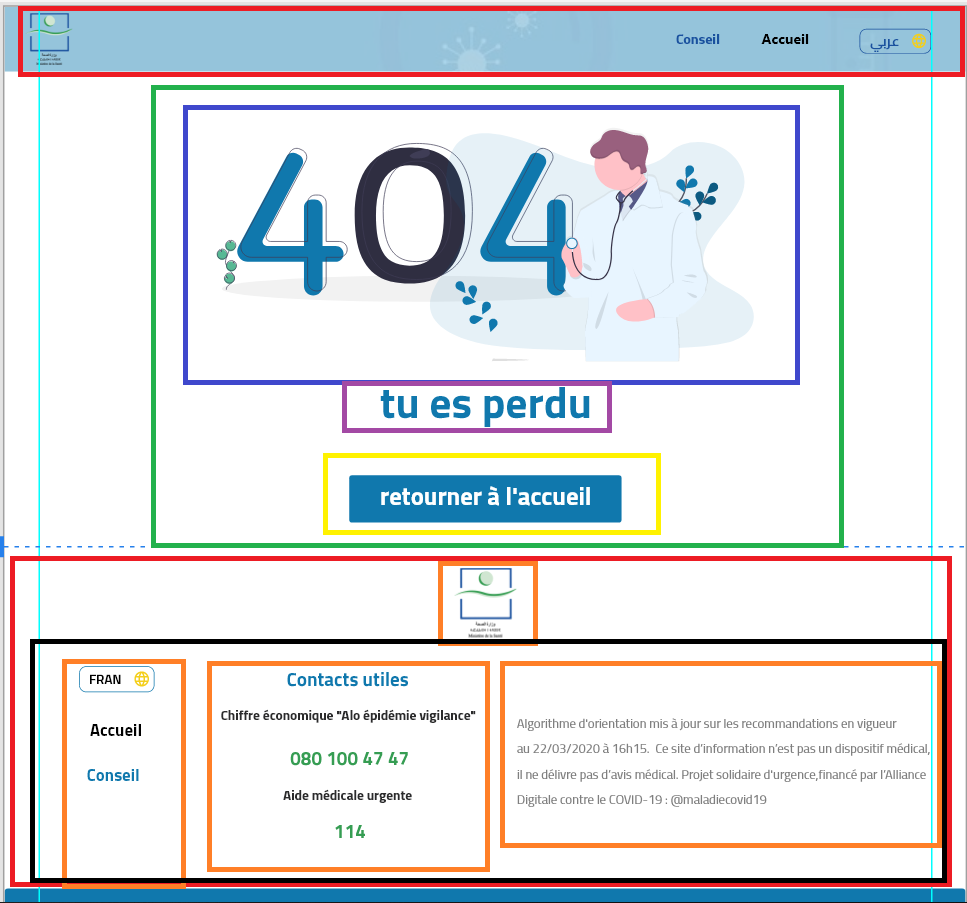 Conseil
Accueil
عربي
404
tu es perdu
retourner à l'accueil
وزارة الصحة
FRAN
Accueil
Conseil
Contacts utiles
Chiffre économique "Alo épidémie vigilance"
080 100 47 47
Aide médicale urgente
114
Algorithme d'orientation mis à jour sur les recommandations en vigueur
au 22/03/2020 à 16h15. Ce site d'information n'est pas un dispositif médical,
il ne délivre pas d'avis médical. Projet solidaire d'urgence,financé par l'Alliance
Digitale contre le COVID-19 : @maladiecovid19